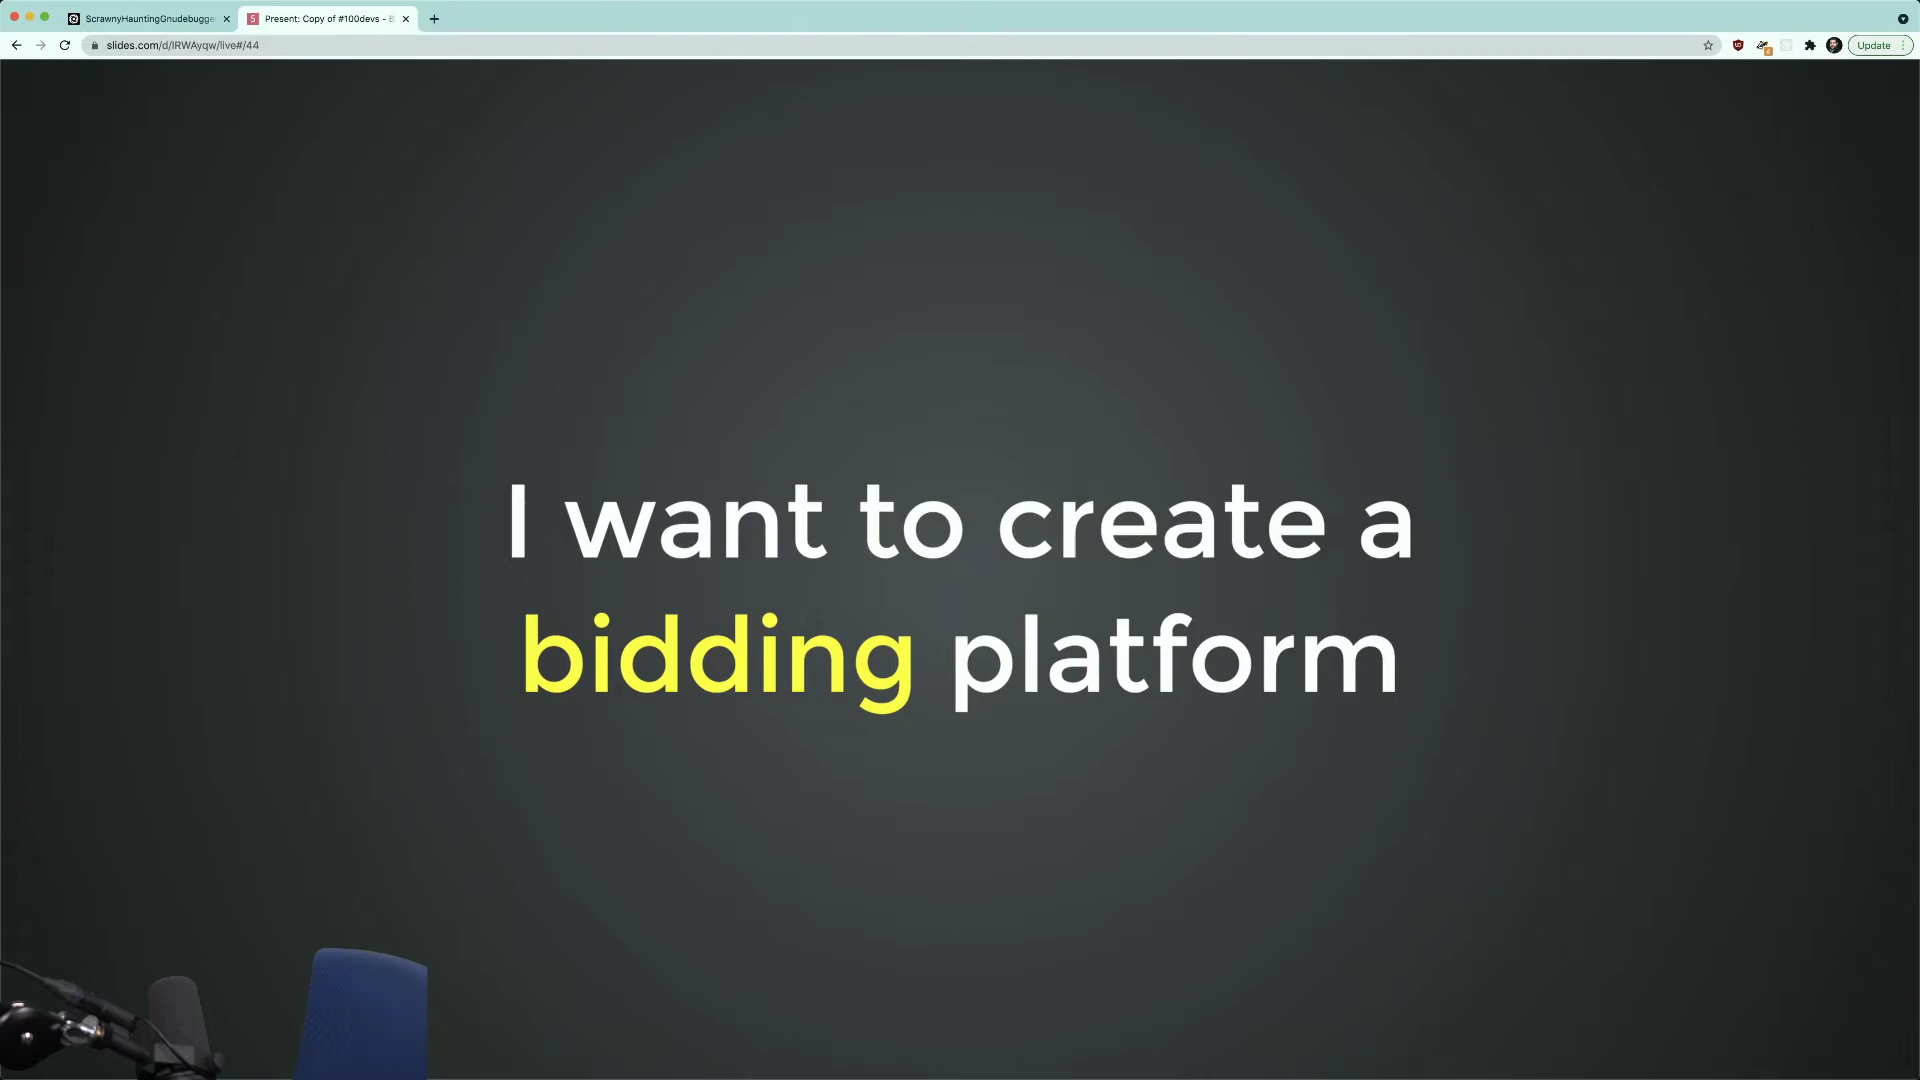 ScrawnyHauntingGnudebugge
Present: Copy of #100devs - B
slides.com/d/lRWAyqw/live#/44
Update
I want to create a
bidding platform